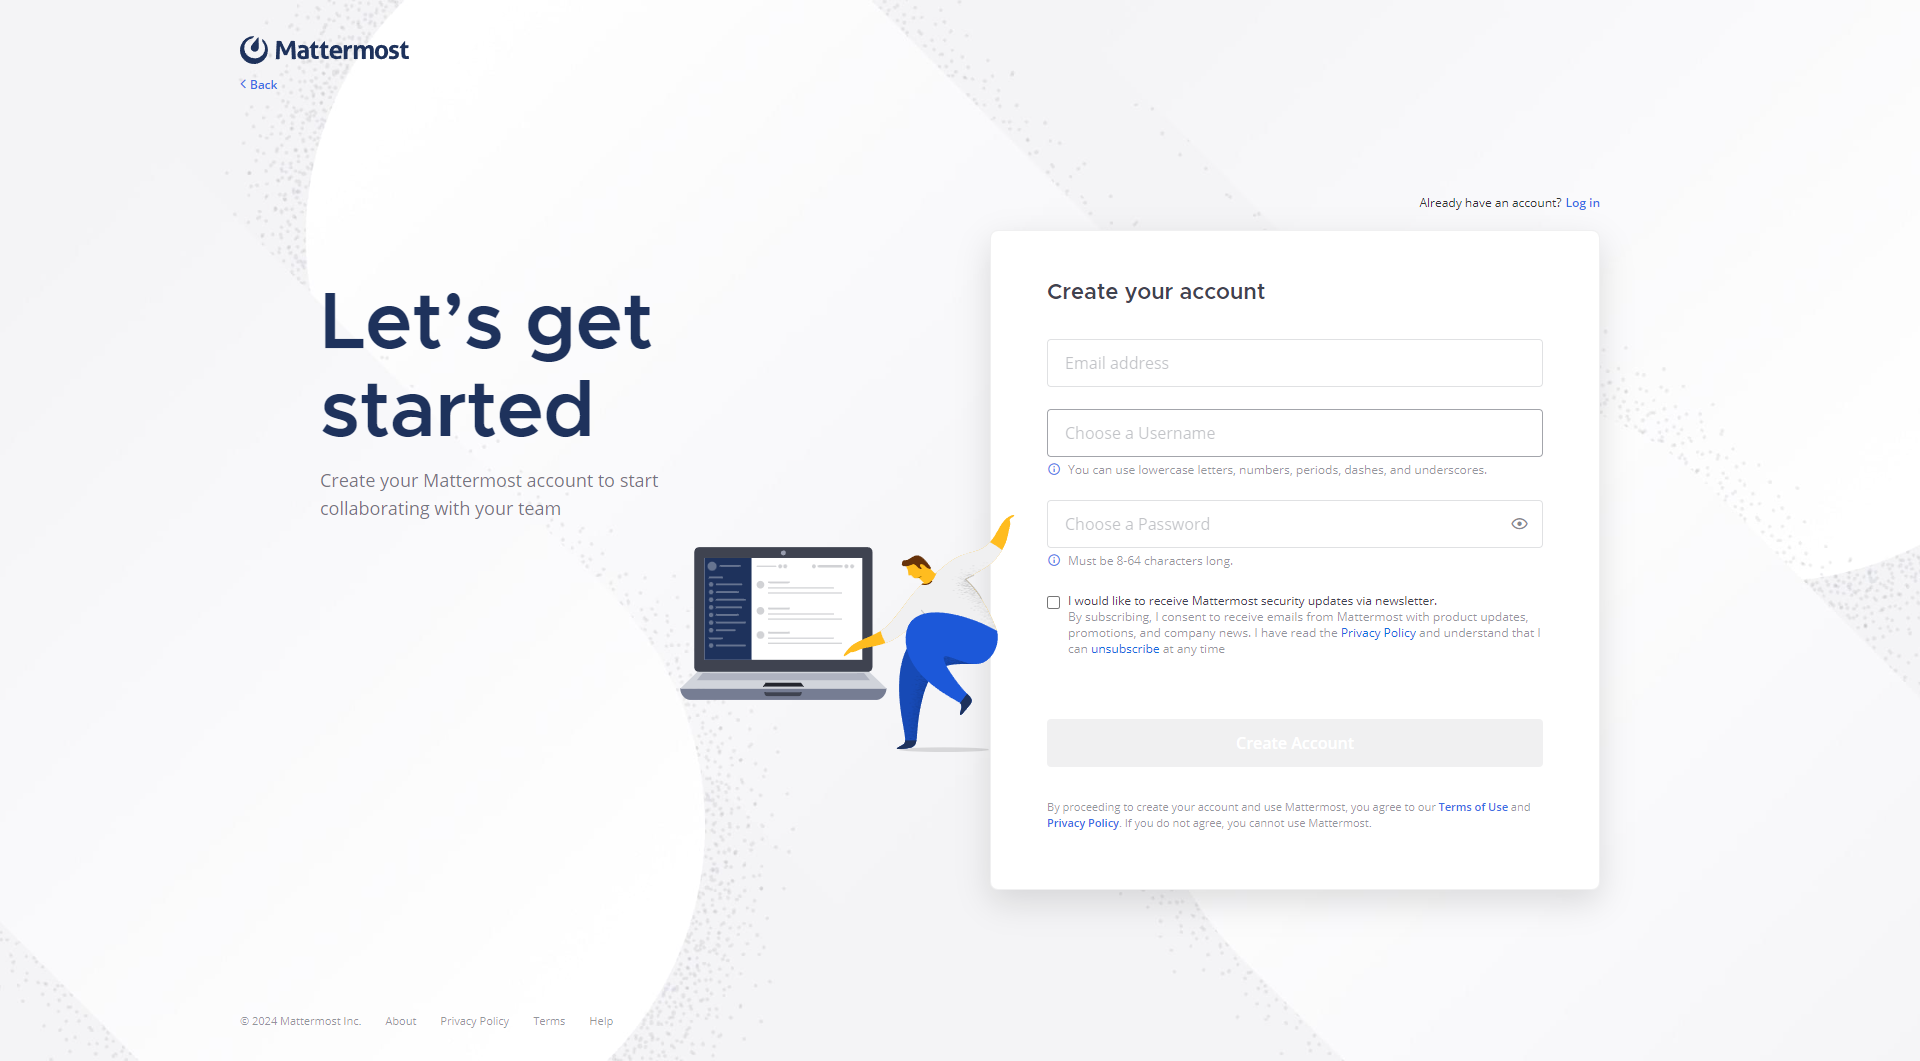 Mattermost
Back
Already have an account? Log in
Let's get
started
Create your Mattermost account to start
collaborating with your team
Create your account
Email address
Choose a Username
You can use lowercase letters, numbers, periods, dashes, and underscores.
Choose a Password
Must be 8-64 characters long.
I would like to receive Mattermost security updates via newsletter.
By subscribing, I consent to receive emails from Mattermost with product updates,
promotions, and company news. I have read the Privacy Policy and understand that I
can unsubscribe at any time
Create Account
By proceeding to create your account and use Mattermost, you agree to our Terms of Use and
Privacy Policy. If you do not agree, you cannot use Mattermost.
© 2024 Mattermost Inc. About Privacy Policy Terms Help